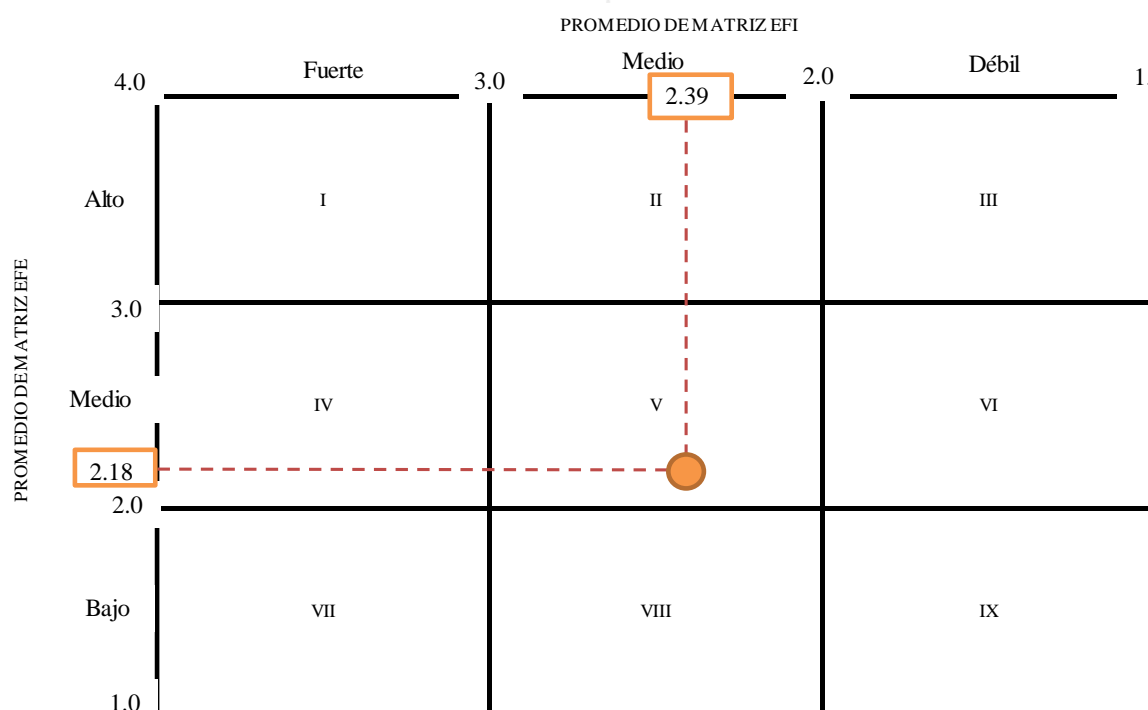 PROMEDIO DE MATRIZ EFI
Fuerte Medio Débil
4.0 3.0 2.0 1.
2.39
Alto I II III
PROMEDIO DE MATRIZ EFE
3.0
Medio IV V VI
2.18
2.0
Bajo VII VIII IX
1.0